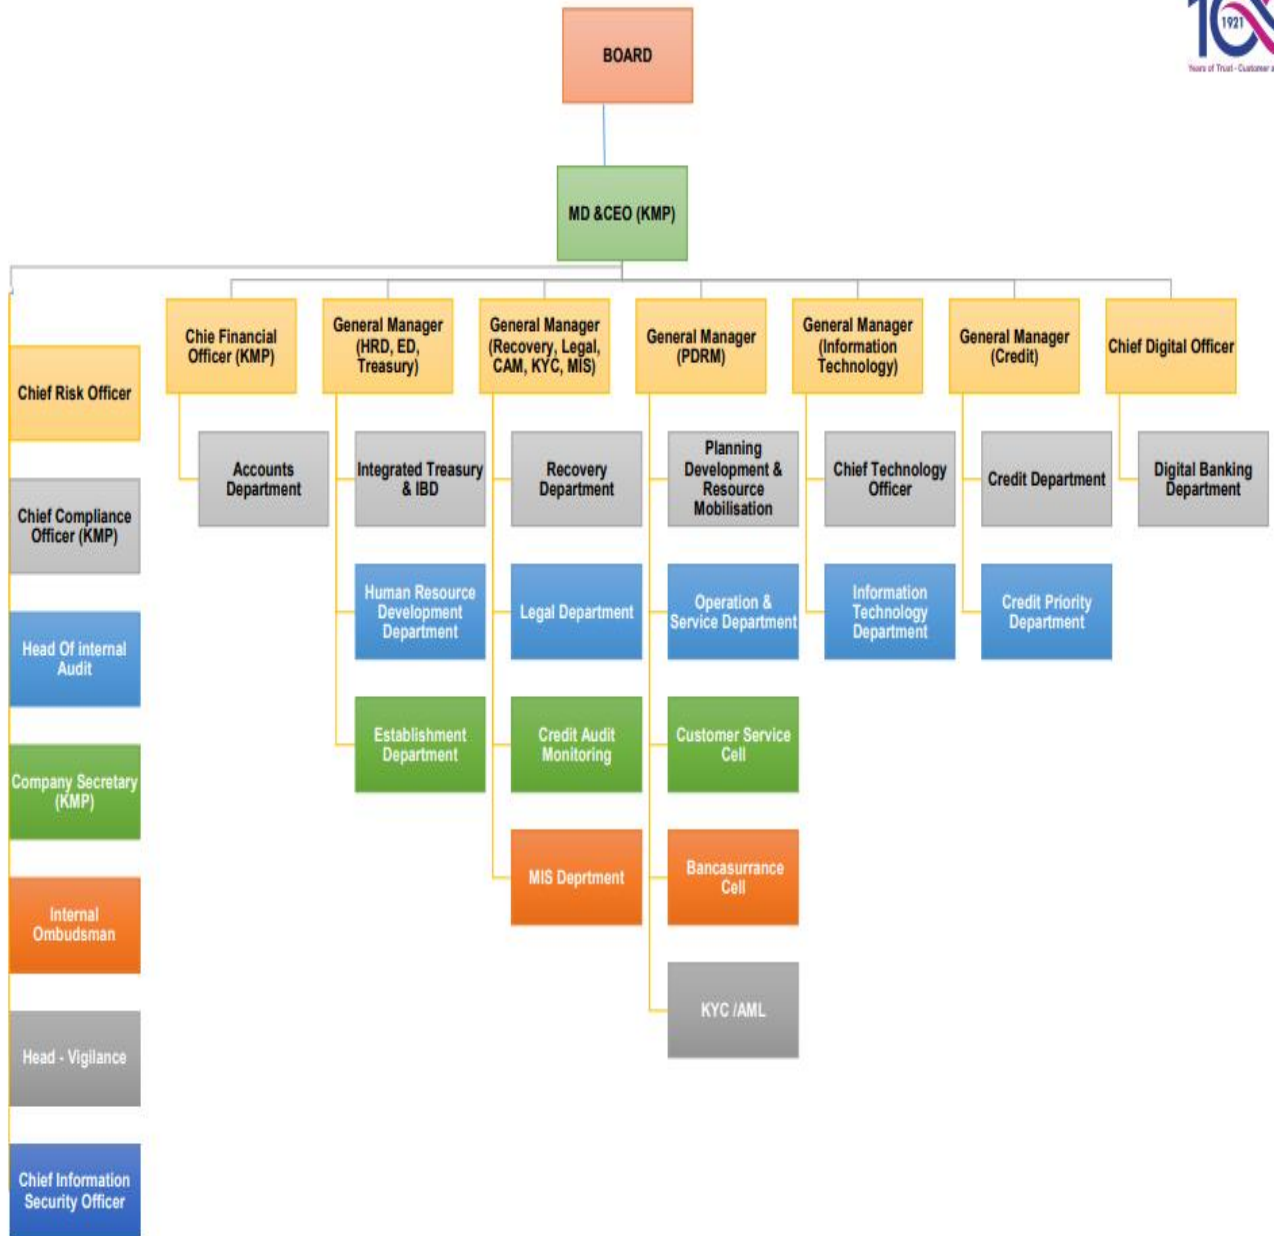 1921
Years of Trust - Customer a
BOARD
MD &CEO (KMP)
Chief Risk Officer
Chief Compliance
Officer (KMP)
Head Of internal
Audit
Company Secretary
(KMP)
Internal
Ombudsman
Head - Vigilance
Chief Information
Security Officer
Chie Financial
Officer (KMP)
Accounts
Department
General Manager
(HRD, ED,
Treasury)
Integrated Treasury
& IBD
Human Resource
Development
Department
Establishment
Department
General Manager
(Recovery, Legal,
CAM, KYC, MIS)
Recovery
Department
Legal Department
Credit Audit
Monitoring
MIS Deprtment
General Manager
(PDRM)
Planning
Development &
Resource
Mobilisation
Operation &
Service Department
Customer Service
Cell
Bancasurrance
Cell
KYC /AML
General Manager
(Information
Technology)
Chief Technology
Officer
Information
Technology
Department
General Manager
(Credit)
Credit Department
Credit Priority
Department
Chief Digital Officer
Digital Banking
Department